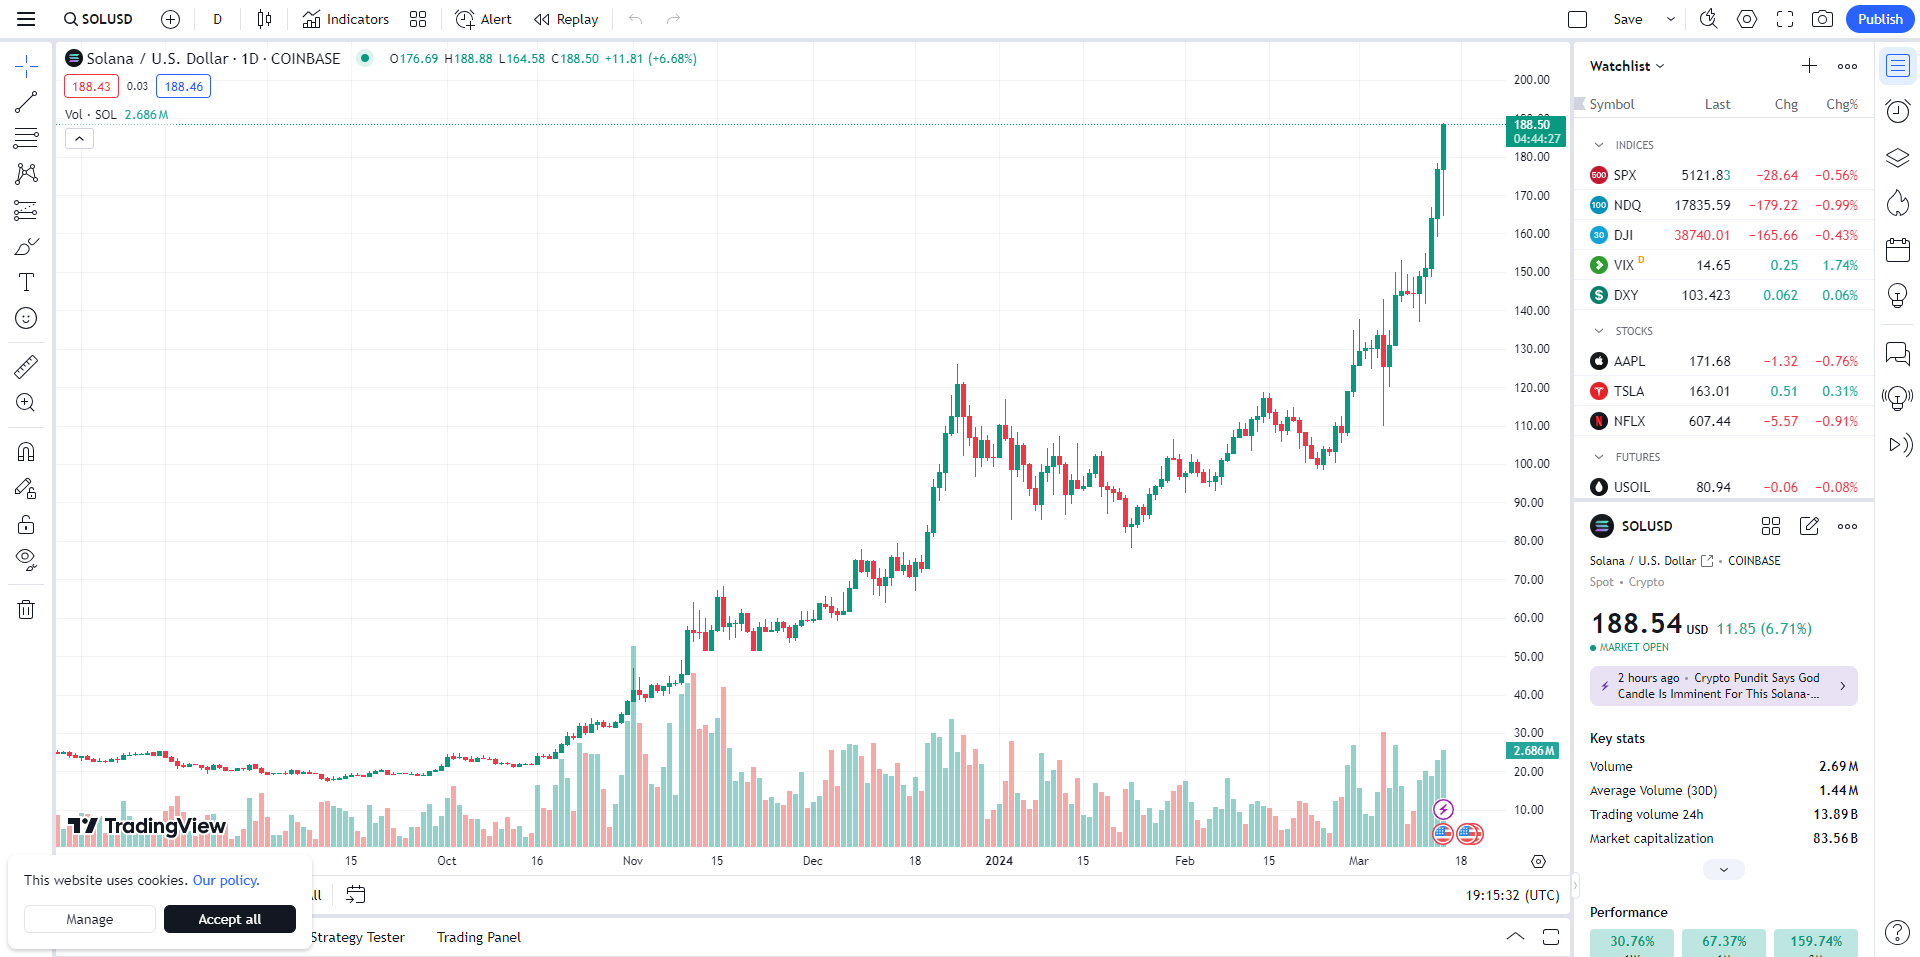 SOLUSD
D
Indicators
Alert
Replay
Save
Publish
Solana / U.S. Dollar · 1D · COINBASE
O176.69 H188.88 L164.58 C188.50 +11.81 (+6.68%)
188.43
0.03
188.46
Vol · SOL 2.686 M
200.00
188.50
04:44:27
180.00
170.00
160.00
150.00
140.00
130.00
120.00
110.00
100.00
90.00
80.00
70.00
60.00
50.00
40.00
30.00
2.686 M
20.00
10.00
TradingView
15
Oct
16
Nov
15
Dec
18
2024
15
Feb
15
Mar
18
This website uses cookies. Our policy.
Manage
Accept all
19:15:32 (UTC)
Strategy Tester
Trading Panel
Watchlist
Symbol Last Chg Chg%
INDICES
500 SPX 5121.83 −28.64 −0.56%
100 NDQ 17835.59 −179.22 −0.99%
30 DJI 38740.01 −165.66 −0.43%
VIX D 14.65 0.25 1.74%
DXY 103.423 0.062 0.06%
STOCKS
AAPL 171.68 −1.32 −0.76%
TSLA 163.01 0.51 0.31%
NFLX 607.44 −5.57 −0.91%
FUTURES
USOIL 80.94 −0.06 −0.08%
SOLUSD
Solana / U.S. Dollar • COINBASE
Spot • Crypto
188.54 USD 11.85 (6.71%)
MARKET OPEN
2 hours ago • Crypto Pundit Says God
Candle Is Imminent For This Solana-...
Key stats
Volume 2.69 M
Average Volume (30D) 1.44 M
Trading volume 24h 13.89 B
Market capitalization 83.56 B
Performance
30.76% 67.37% 159.74%